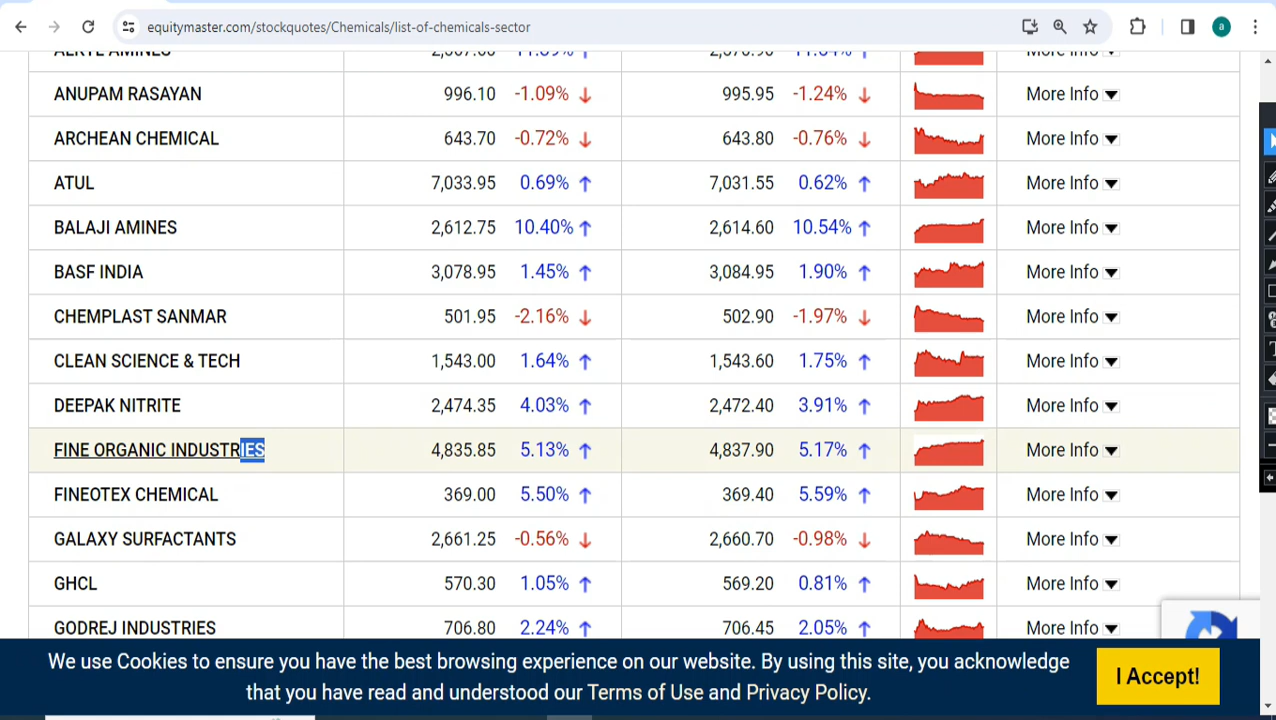 equitymaster.com/stockquotes/Chemicals/list-of-chemicals-sector
a
ANUPAM RASAYAN 996.10 -1.09% 995.95 -1.24% More Info
ARCHEAN CHEMICAL 643.70 -0.72% 643.80 -0.76% More Info
ATUL 7,033.95 0.69% 7,031.55 0.62% More Info
BALAJI AMINES 2,612.75 10.40% 2,614.60 10.54% More Info
BASF INDIA 3,078.95 1.45% 3,084.95 1.90% More Info
CHEMPLAST SANMAR 501.95 -2.16% 502.90 -1.97% More Info
CLEAN SCIENCE & TECH 1,543.00 1.64% 1,543.60 1.75% More Info
DEEPAK NITRITE 2,474.35 4.03% 2,472.40 3.91% More Info
FINE ORGANIC INDUSTRIES 4,835.85 5.13% 4,837.90 5.17% More Info
FINEOTEX CHEMICAL 369.00 5.50% 369.40 5.59% More Info
GALAXY SURFACTANTS 2,661.25 -0.56% 2,660.70 -0.98% More Info
GHCL 570.30 1.05% 569.20 0.81% More Info
GODREJ INDUSTRIES 706.80 2.24% 706.45 2.05% More Info
We use Cookies to ensure you have the best browsing experience on our website. By using this site, you acknowledge
that you have read and understood our Terms of Use and Privacy Policy.
I Accept!